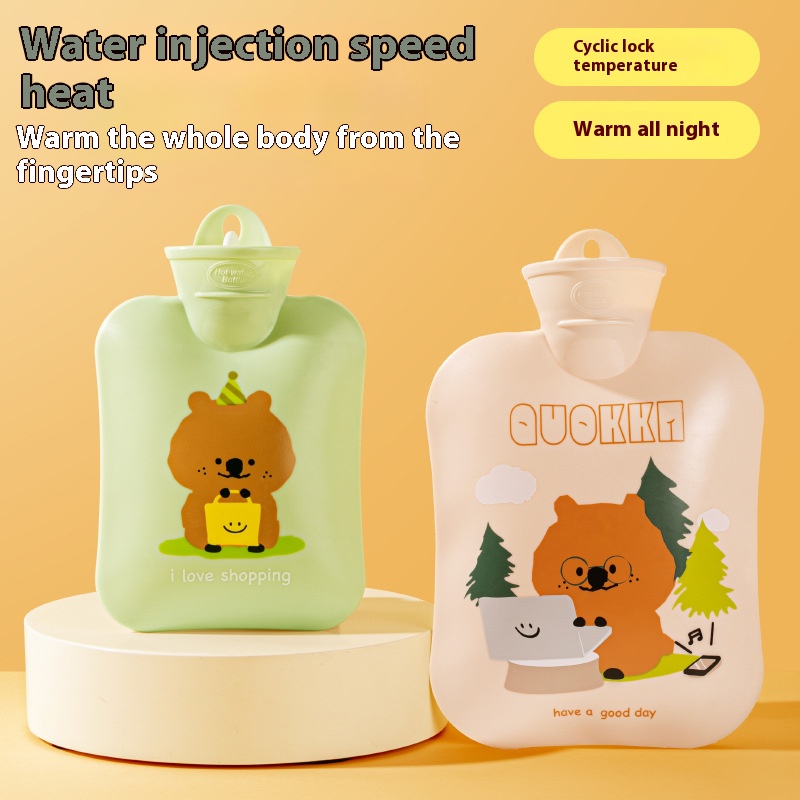 Water injection speed
heat
Warm the whole body from the
fingertips
Cyclic lock
temperature
Warm all night
i love shopping
QUOKKA
have a good day